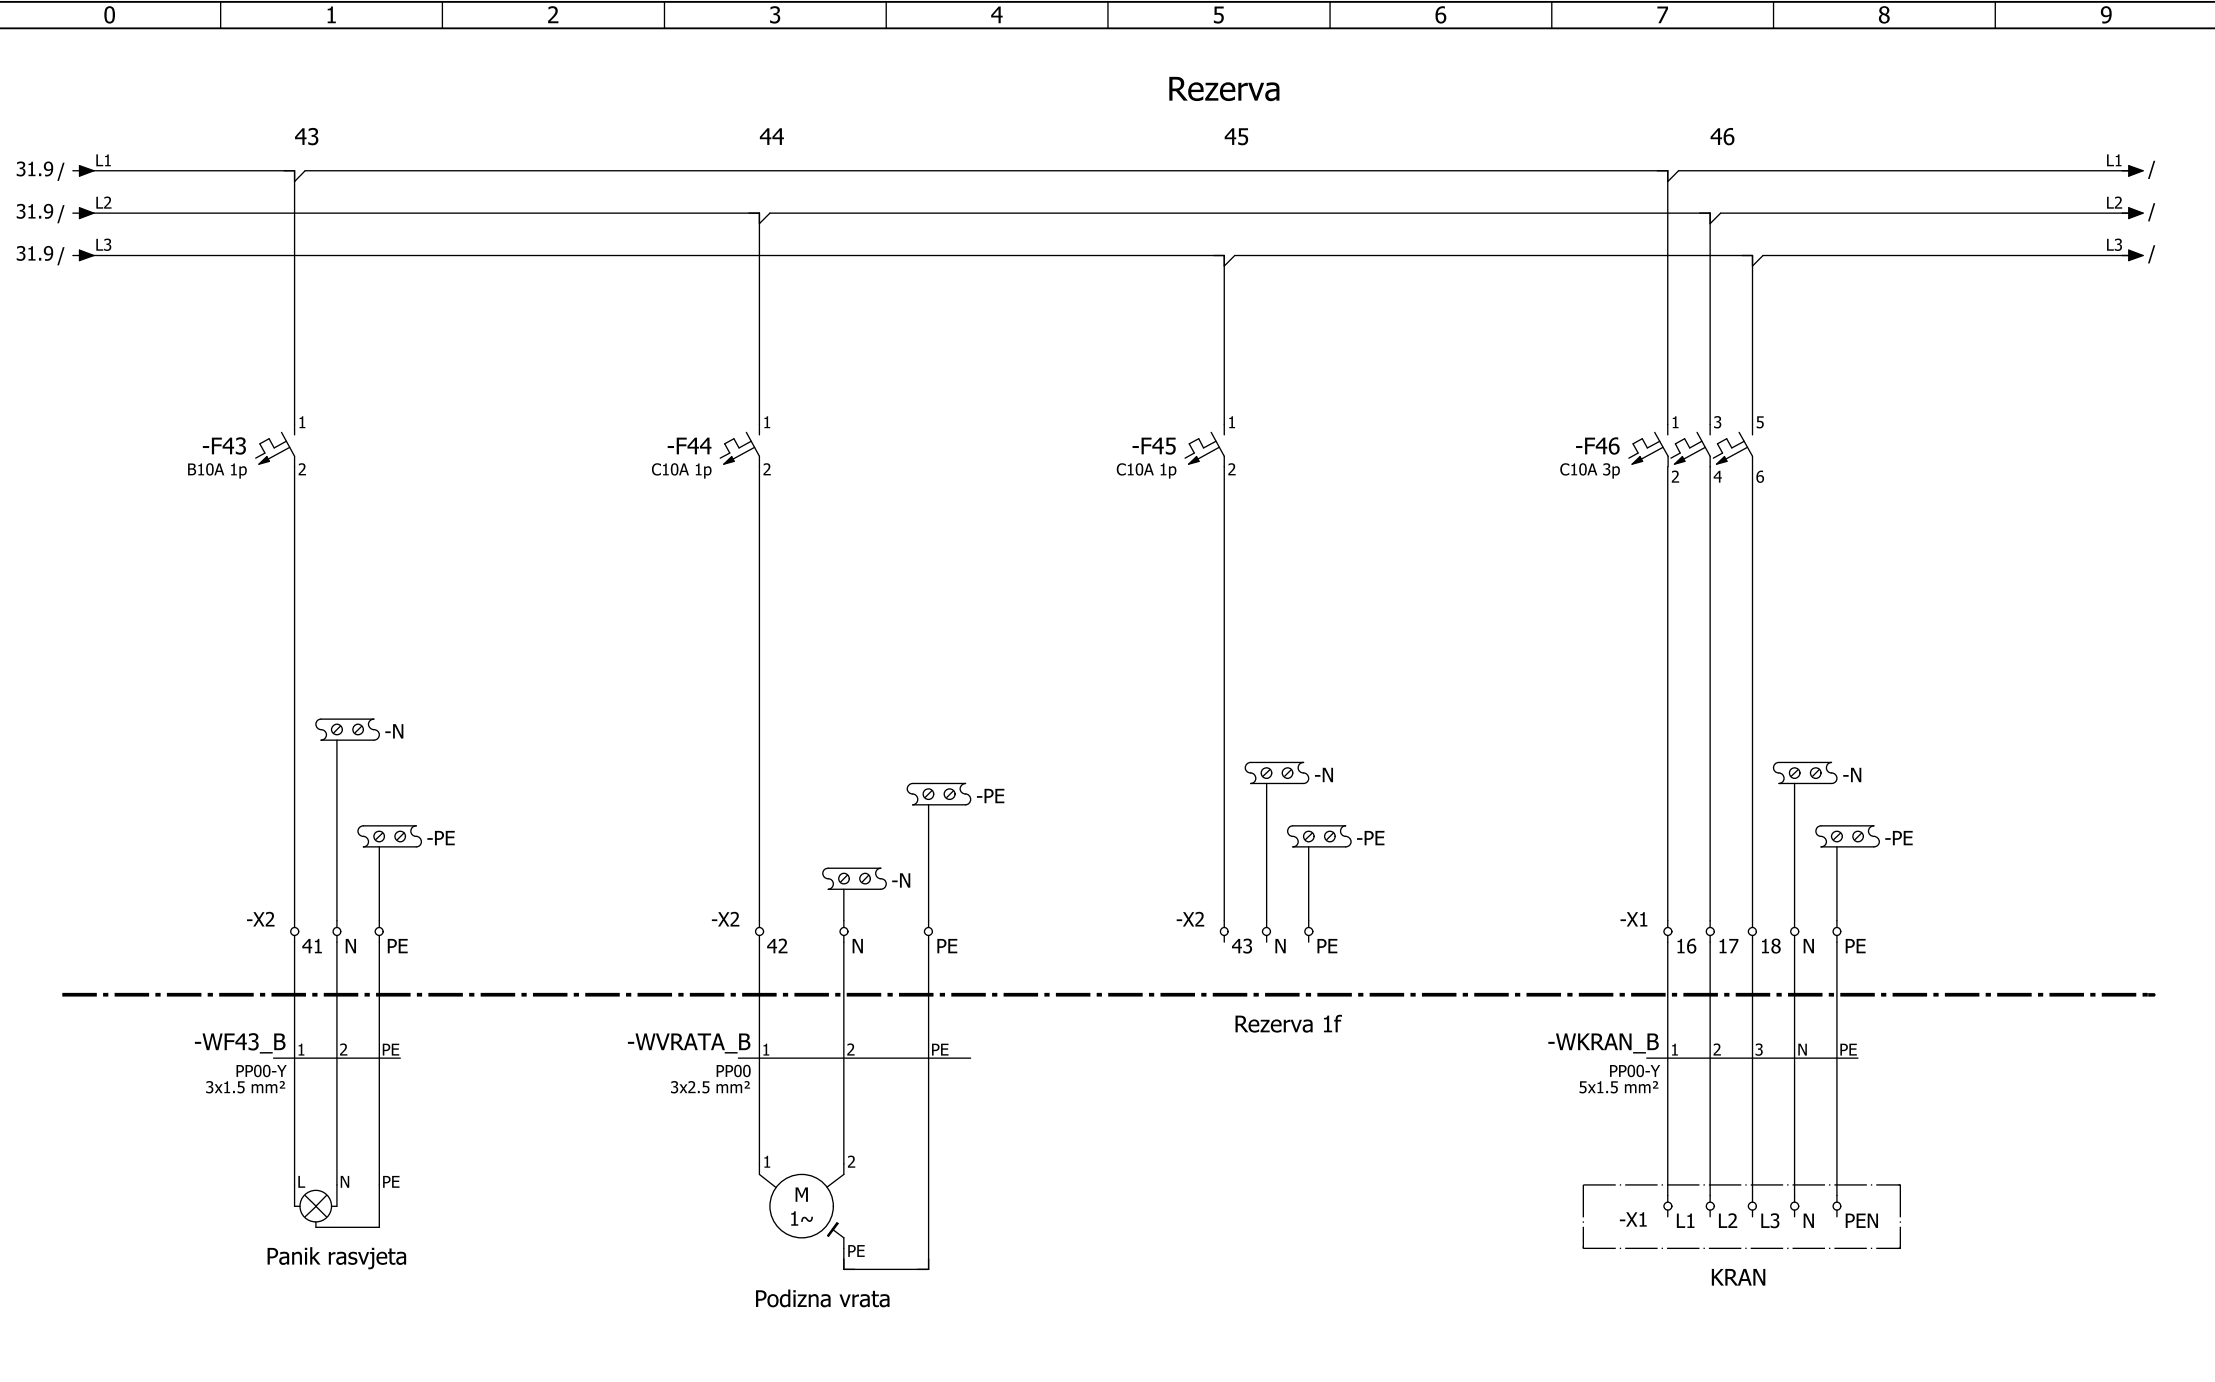 0 1 2 3 4 5 6 7 8 9
Rezerva
43 44 45 46
31.9/ L1 L1 /
31.9/ L2 L2 /
31.9/ L3 L3 /
1 1 1 1 3 5
-F43 -F44 -F45 -F46
B10A 1p 2 C10A 1p 2 C10A 1p 2 C10A 3p 2 4 6
-N
-N -N
-PE
-PE -PE -PE
-N
-X2 -X2 -X2 -X1
41 N PE 42 N PE 43 N PE 16 17 18 N PE
Rezerva 1f
-WF43_B 1 2 PE -WVRATA_B 1 2 PE -WKRAN_B 1 2 3 N PE
PP00-Y PP00 PP00-Y
3x1.5 mm² 3x2.5 mm² 5x1.5 mm²
1 2
L N PE
M
1~
-X1 L1 L2 L3 N PEN
PE
Panik rasvjeta
KRAN
Podizna vrata